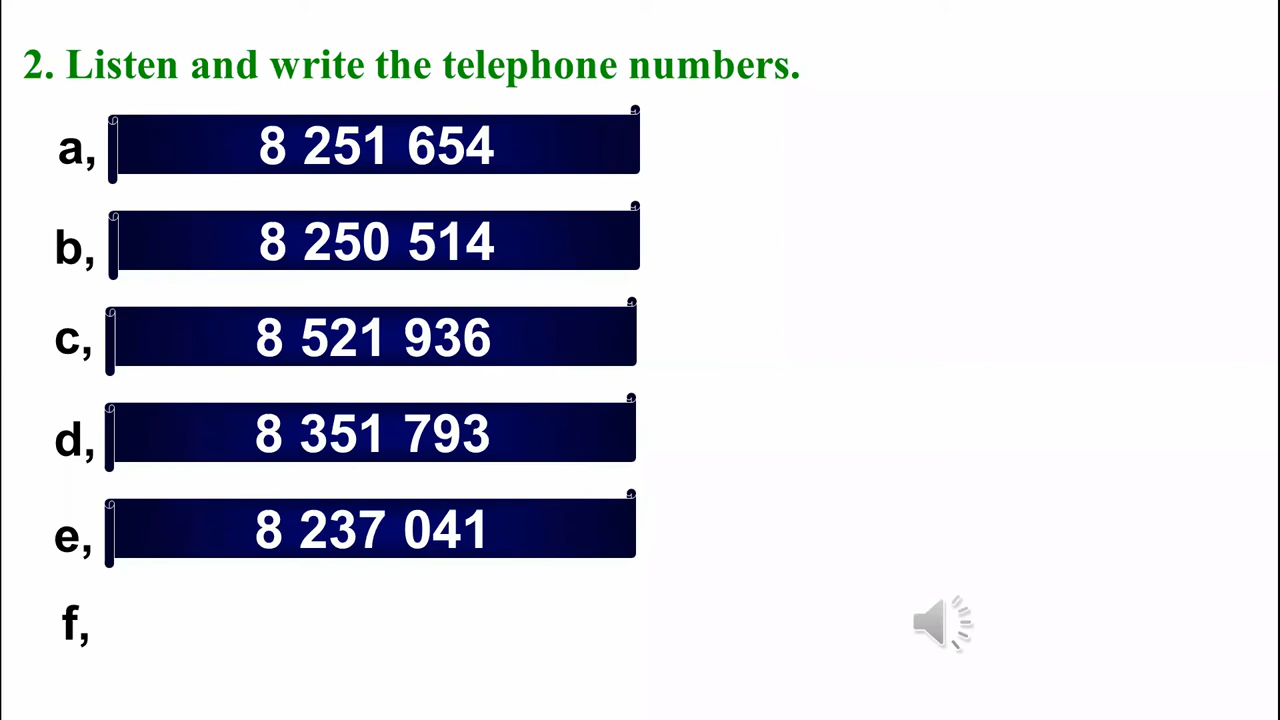 2. Listen and write the telephone numbers.
a, 8 251 654
b, 8 250 514
c, 8 521 936
d, 8 351 793
e, 8 237 041
f,